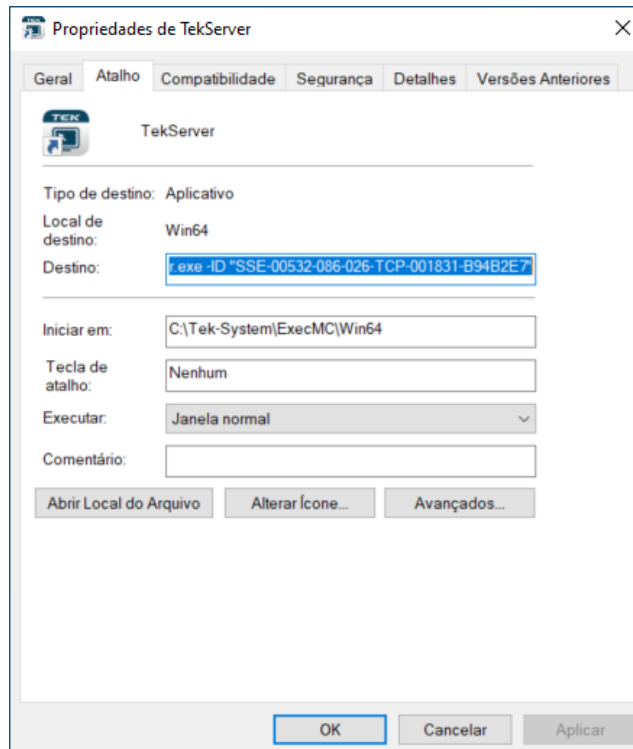 Propriedades de TekServer
Geral Atalho Compatibilidade Segurança Detalhes Versões Anteriores
TEK
TekServer
Tipo de destino: Aplicativo
Local de
destino: Win64
Destino: r.exe -ID "SSE-00532-086-026-TCP-001831-B94B2E7"
Iniciar em: C:\Tek-System\ExecMC\Win64
Tecla de
atalho: Nenhum
Executar: Janela normal
Comentário:
Abrir Local do Arquivo Alterar Ícone... Avançados...
OK Cancelar Aplicar